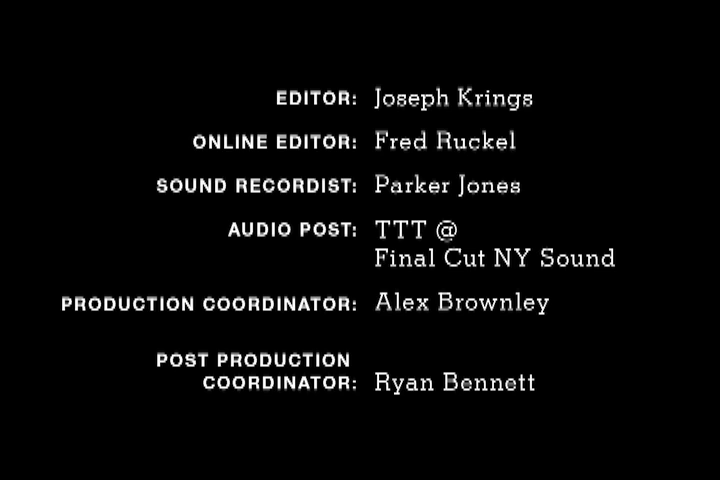 EDITOR: Joseph Krings
ONLINE EDITOR: Fred Ruckel
SOUND RECORDIST: Parker Jones
AUDIO POST: TTT @
Final Cut NY Sound
PRODUCTION COORDINATOR: Alex Brownley
POST PRODUCTION
COORDINATOR: Ryan Bennett